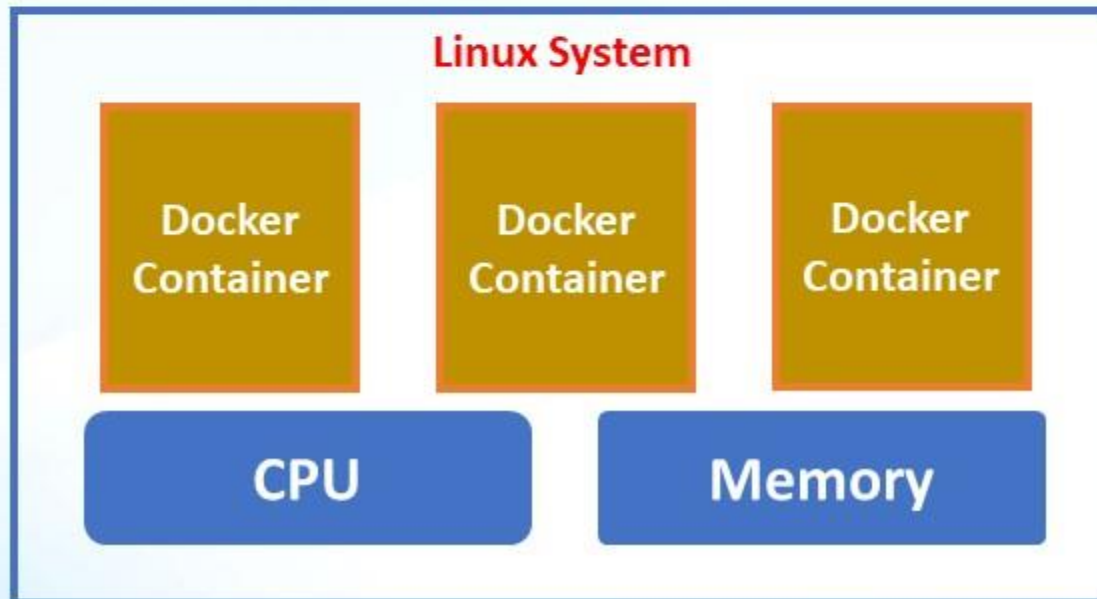 Linux System
Docker
Container
Docker
Container
Docker
Container
CPU
Memory